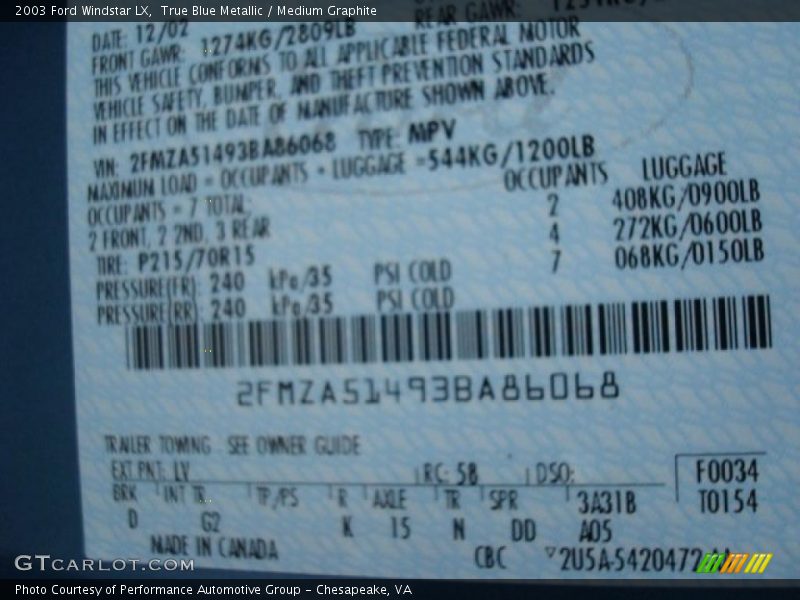 2003 Ford Windstar LX, True Blue Metallic / Medium Graphite
REAR GAWR:
DATE: 12/02
FRONT GAWR: 1274KG/2809LB
THIS VEHICLE CONFORMS TO ALL APPLICABLE FEDERAL MOTOR
VEHICLE SAFETY, BUMPER, AND THEFT PREVENTION STANDARDS
IN EFFECT ON THE DATE OF MANUFACTURE SHOWN ABOVE.
VIN: 2FMZA51493BA86068 TYPE: MPV
MAXIMUM LOAD = OCCUPANTS + LUGGAGE =544KG/1200LB
OCCUPANTS = 7 TOTAL: OCCUPANTS LUGGAGE
2 FRONT, 2 2ND, 3 REAR 2 408KG/0900LB
TIRE: P215/70R15 4 272KG/0600LB
PRESSURE(FR): 240 kPa/35 PSI COLD 7 068KG/0150LB
PRESSURE(RR): 240 kPa/35 PSI COLD
2FMZA51493BA86068
TRAILER TOWING SEE OWNER GUIDE
EXT PNT: LV RC: 58 DSO: F0034
BRK INT TR TP/PS R AXLE TR SPR 3A31B T0154
D G2 K 15 N DD A05
MADE IN CANADA CBC 2U5A-5420472
GTCARLOT.COM
Photo Courtesy of Performance Automotive Group - Chesapeake, VA